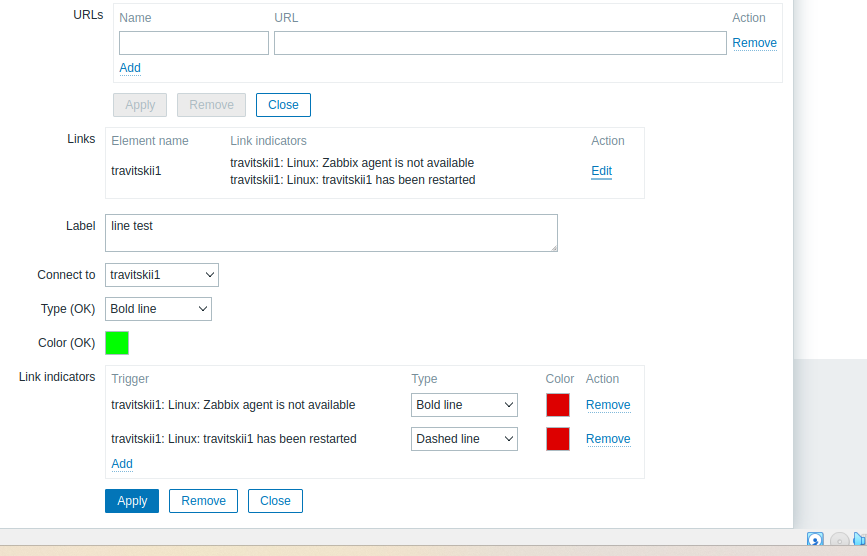 URLs Name URL Action
Remove
Add
Apply Remove Close
Links Element name Link indicators Action
travitskii1: Linux: Zabbix agent is not available
travitskii1 Edit
travitskii1: Linux: travitskii1 has been restarted
Label line test
Connect to travitskii1
Type (OK) Bold line
Color (OK)
Link indicators Trigger Type Color Action
travitskii1: Linux: Zabbix agent is not available Bold line Remove
travitskii1: Linux: travitskii1 has been restarted Dashed line Remove
Add
Apply Remove Close